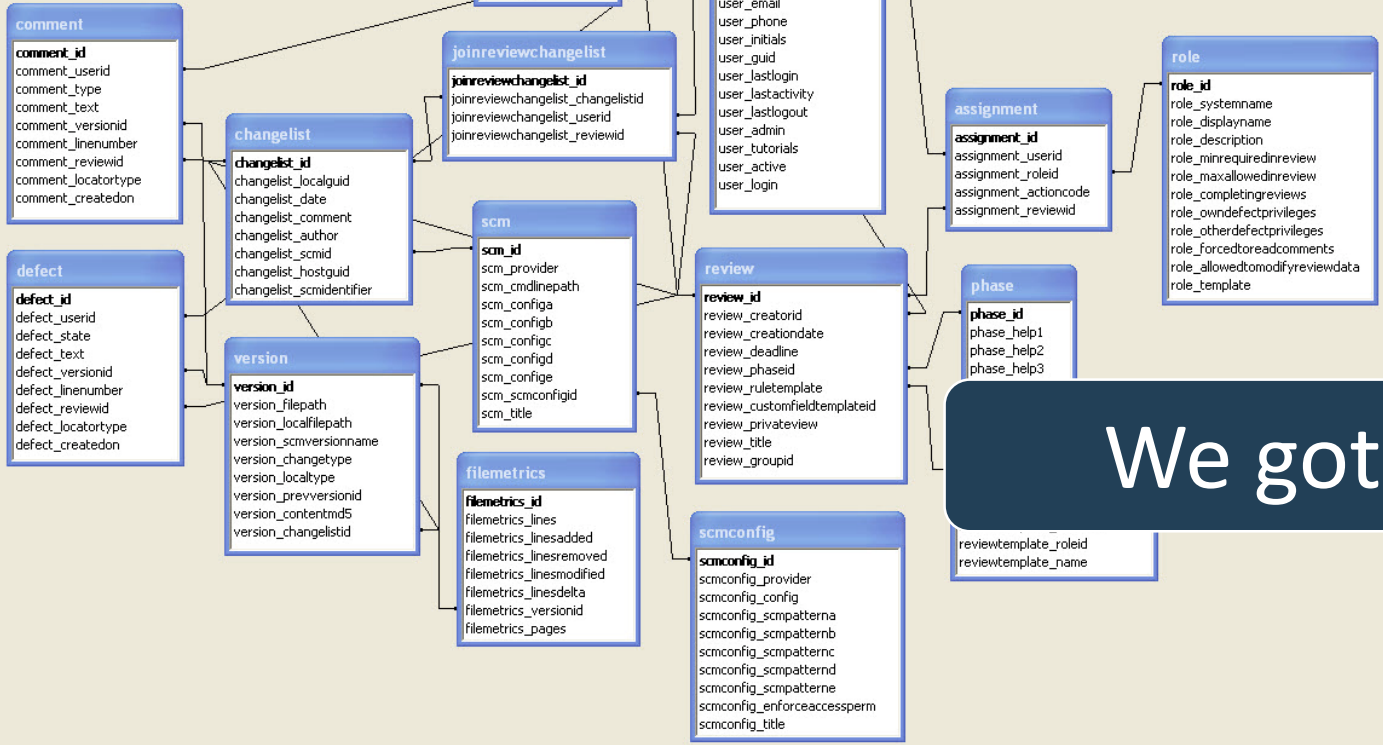 comment
comment_id
comment_userid
comment_type
comment_text
comment_versionid
comment_linenumber
comment_reviewid
comment_locatortype
comment_createdon
defect
defect_id
defect_userid
defect_state
defect_text
defect_versionid
defect_linenumber
defect_reviewid
defect_locatortype
defect_createdon
changelist
changelist_id
changelist_localguid
changelist_date
changelist_comment
changelist_author
changelist_scmid
changelist_hostguid
changelist_scmidentifier
version
version_id
version_filepath
version_localfilepath
version_scmversionname
version_changetype
version_localtype
version_prevversionid
version_contentmd5
version_changelistid
joinreviewchangelist
joinreviewchangelist_id
joinreviewchangelist_changelistid
joinreviewchangelist_userid
joinreviewchangelist_reviewid
scm
scm_id
scm_provider
scm_cmdlinepath
scm_configa
scm_configb
scm_configc
scm_configd
scm_confige
scm_scmconfigid
scm_title
filemetrics
filemetrics_id
filemetrics_lines
filemetrics_linesadded
filemetrics_linesremoved
filemetrics_linesmodified
filemetrics_linesdelta
filemetrics_versionid
filemetrics_pages
user_email
user_phone
user_initials
user_guid
user_lastlogin
user_lastactivity
user_lastlogout
user_admin
user_tutorials
user_active
user_login
review
review_id
review_creatorid
review_creationdate
review_deadline
review_phaseid
review_ruletemplate
review_customfieldtemplateid
review_privateview
review_title
review_groupid
scmconfig
scmconfig_id
scmconfig_provider
scmconfig_config
scmconfig_scmpatterna
scmconfig_scmpatternb
scmconfig_scmpatternc
scmconfig_scmpatternd
scmconfig_scmpatterne
scmconfig_enforceaccessperm
scmconfig_title
assignment
assignment_id
assignment_userid
assignment_roleid
assignment_actioncode
assignment_reviewid
phase
phase_id
phase_help1
phase_help2
phase_help3
We got
reviewtemplate_roleid
reviewtemplate_name
role
role_id
role_systemname
role_displayname
role_description
role_minrequiredinreview
role_maxallowedinreview
role_completingreviews
role_owndefectprivileges
role_otherdefectprivileges
role_forcedtoreadcomments
role_allowedtomodifyreviewdata
role_template